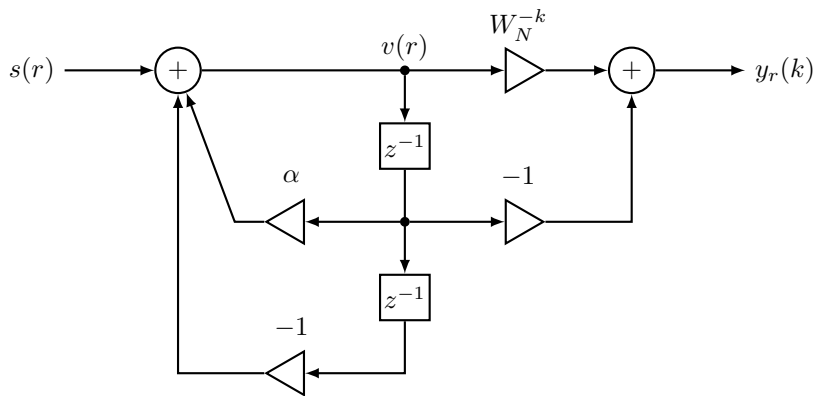 W_N^{-k}
v(r)
s(r) + + y_r(k)
z^{-1}
α -1
z^{-1}
-1